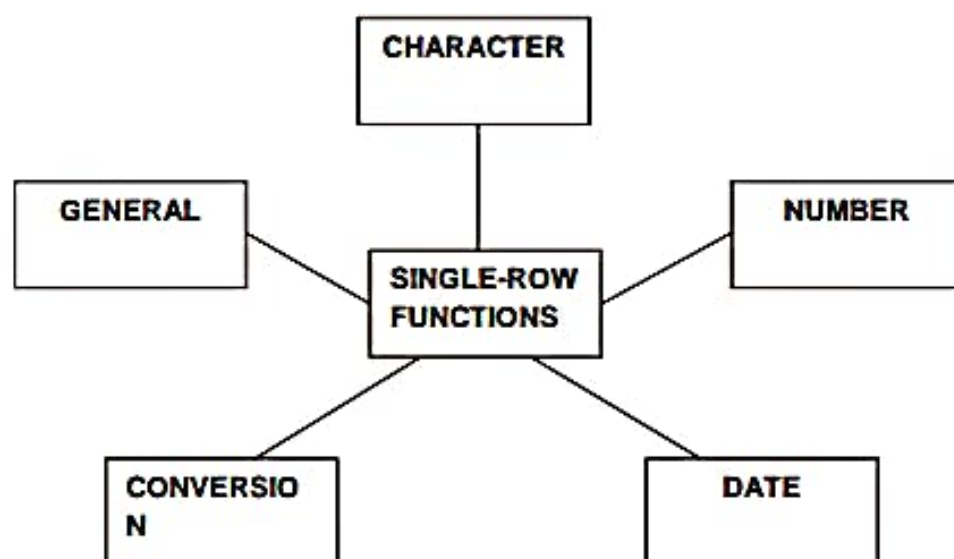 CHARACTER
GENERAL
NUMBER
SINGLE-ROW
FUNCTIONS
CONVERSIO
N
DATE